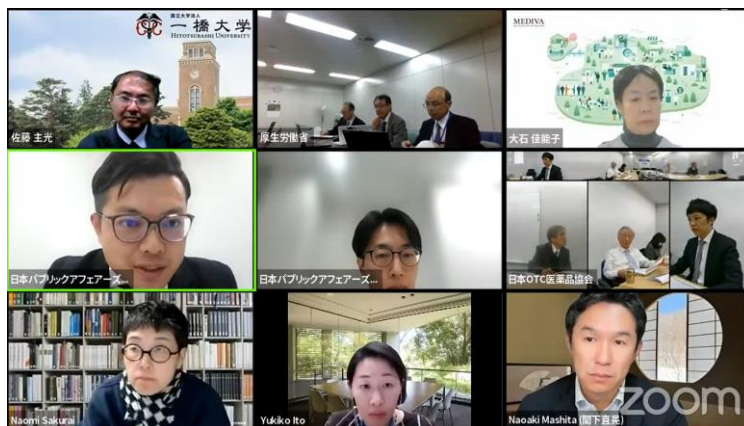 国立大学法人
一橋大学
HITOTSUBASHI UNIVERSITY
佐藤 主光
厚生労働省
MEDIVA
大石 佳能子
日本パブリックアフェアーズ...
日本パブリックアフェアーズ...
日本OTC医薬品協会
Naomi Sakurai
Yukiko Ito
Naoaki Mashita (間下直晃)
zoom